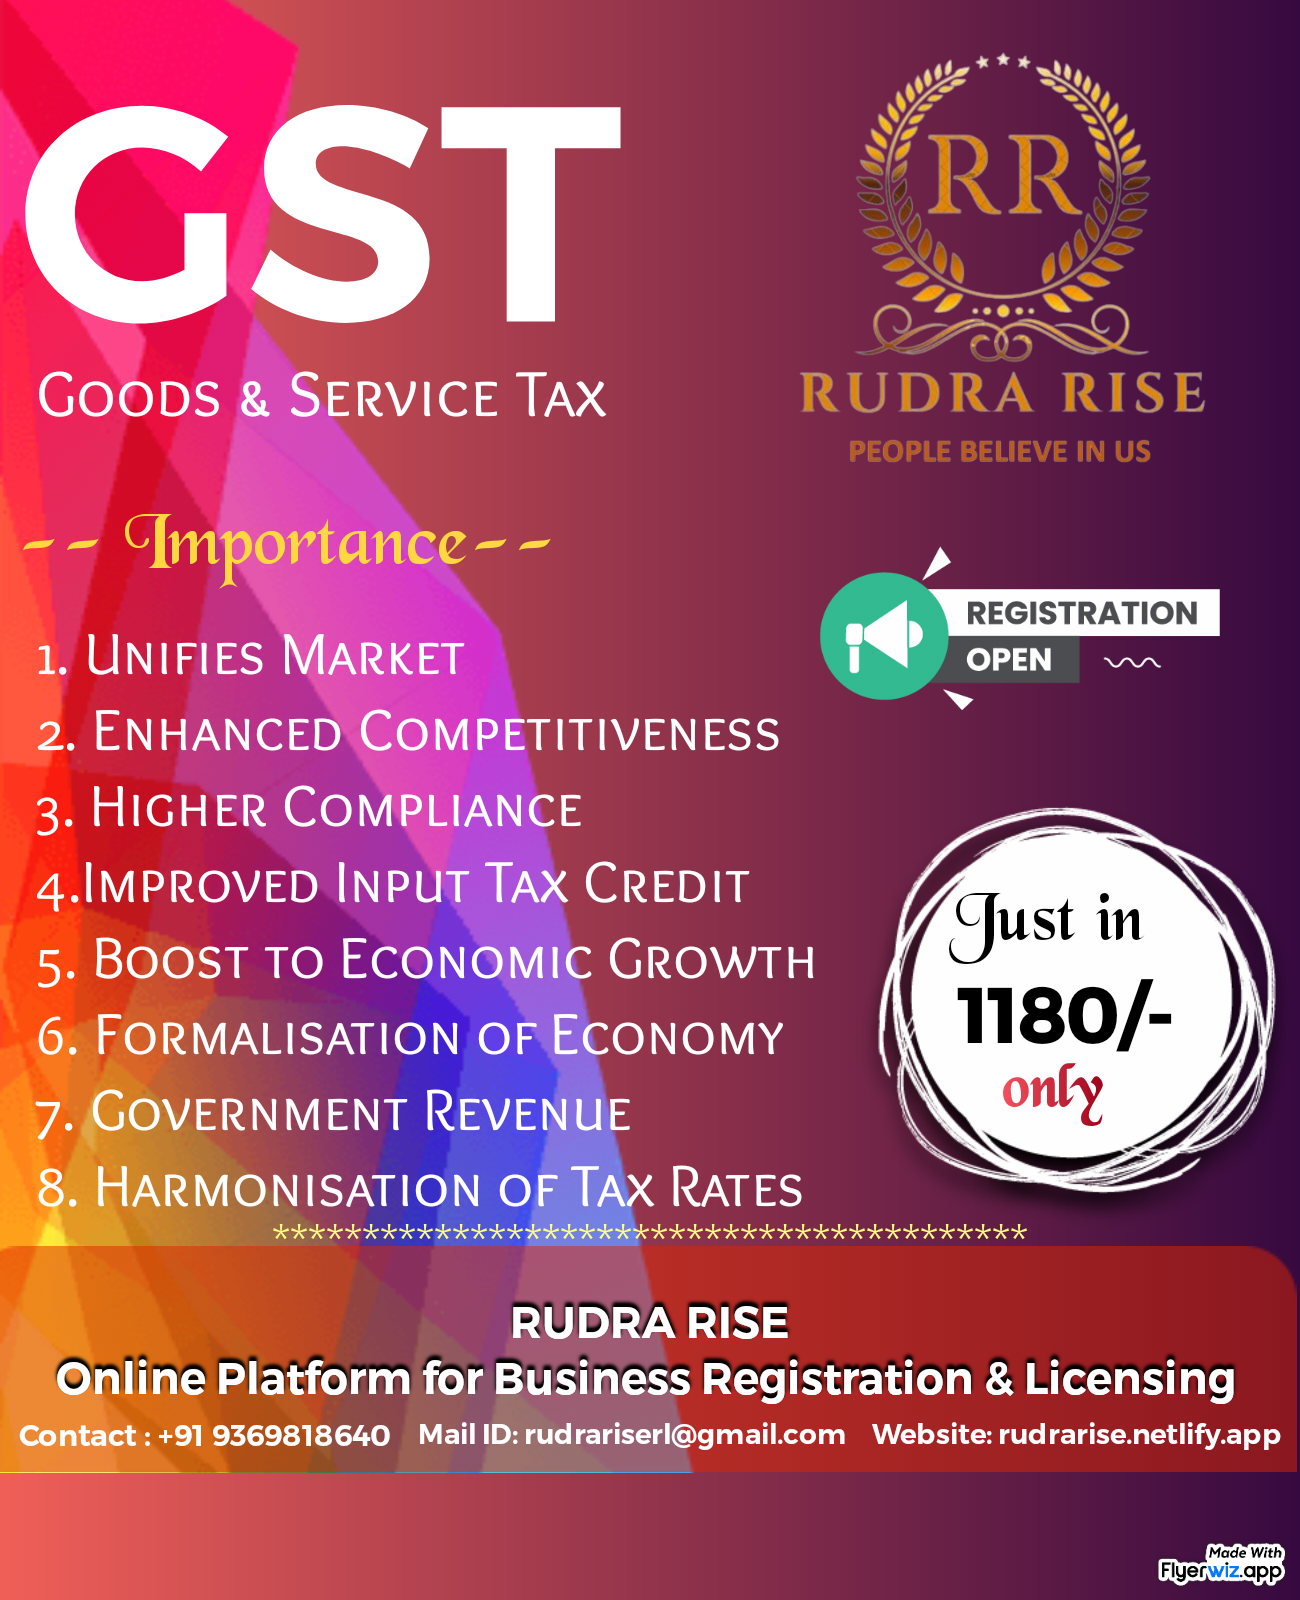 GST
Goods & Service Tax
RR
RUDRA RISE
PEOPLE BELIEVE IN US
-- Importance--
1. Unifies Market
2. Enhanced Competitiveness
3. Higher Compliance
4.Improved Input Tax Credit
5. Boost to Economic Growth
6. Formalisation of Economy
7. Government Revenue
8. Harmonisation of Tax Rates
REGISTRATION
OPEN
Just in
1180/-
only
******************************************
RUDRA RISE
Online Platform for Business Registration & Licensing
Contact : +91 9369818640 Mail ID: rudrariserl@gmail.com Website: rudrarise.netlify.app
Made With
Flyerwiz.app